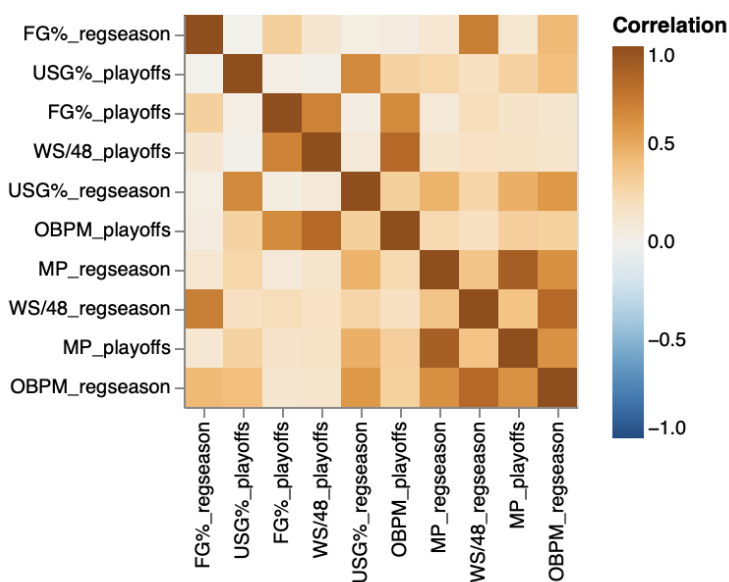 FG%_regseason
USG%_playoffs
FG%_playoffs
WS/48_playoffs
USG%_regseason
OBPM_playoffs
MP_regseason
WS/48_regseason
MP_playoffs
OBPM_regseason
FG%_regseason
USG%_playoffs
FG%_playoffs
WS/48_playoffs
USG%_regseason
OBPM_playoffs
MP_regseason
WS/48_regseason
MP_playoffs
OBPM_regseason
Correlation
1.0
0.5
0.0
−0.5
−1.0